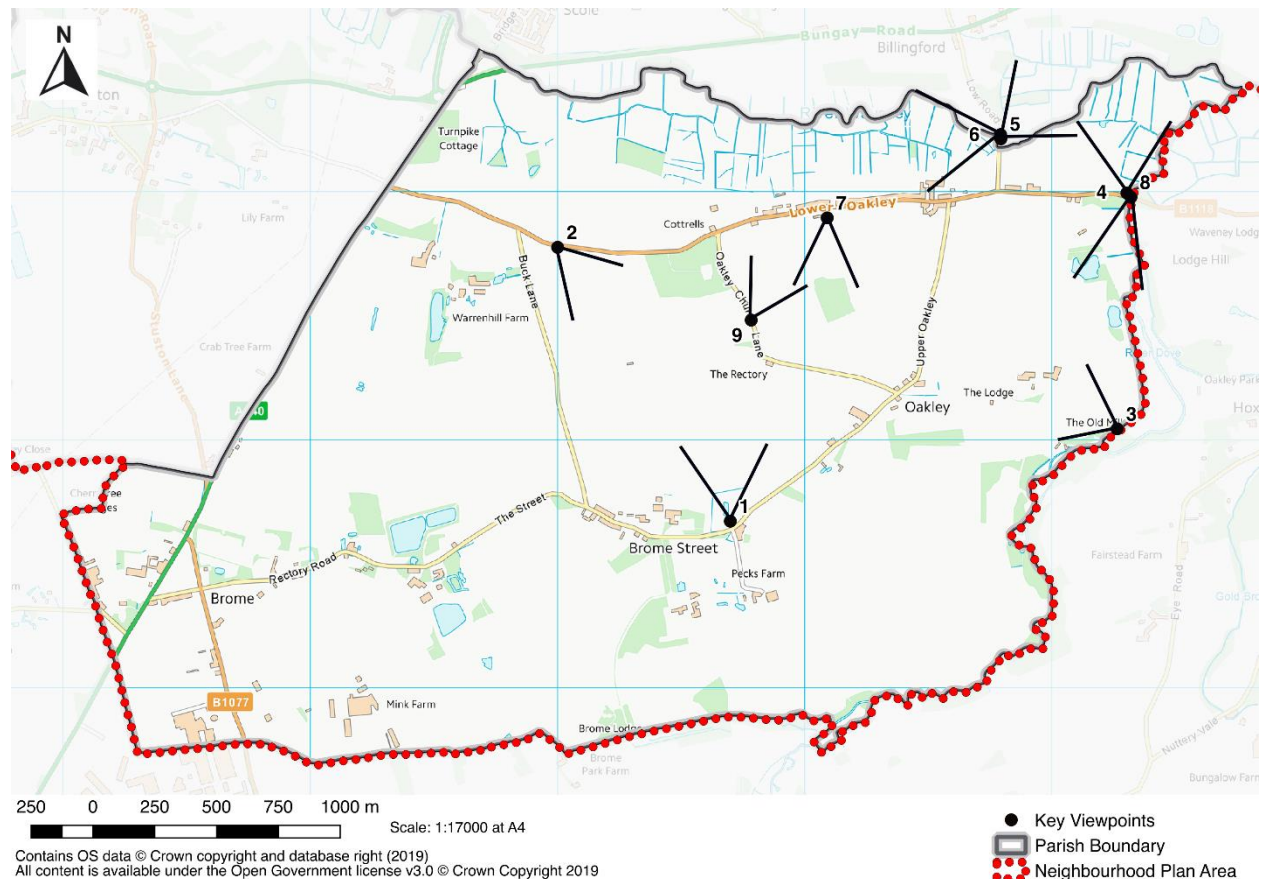 N
Scole
Bungay Road
Billingford
Low Road
ton
Turnpike
Cottage
5
6
4
8
B1118
Waveney Lodge
Lodge Hill
Lily Farm
Cottrells
Lower Oakley
7
2
Buck Lane
Oakley Church Lane
Warrenhill Farm
9
Upper Oakley
River Dove
Stuston Lane
Crab Tree Farm
The Rectory
Oakley Park
The Lodge
Oakley
Hox
The Old Mill
3
1
The Street
Brome Street
Rectory Road
Brome
Pecks Farm
Fairstead Farm
Eye Road
B1077
Mink Farm
Brome Lodge
Brome
Park Farm
Nuttery Vale
Bungalow Farm
250 0 250 500 750 1000 m
Scale: 1:17000 at A4
Key Viewpoints
Parish Boundary
Neighbourhood Plan Area
Contains OS data © Crown copyright and database right (2019)
All content is available under the Open Government license v3.0 © Crown Copyright 2019